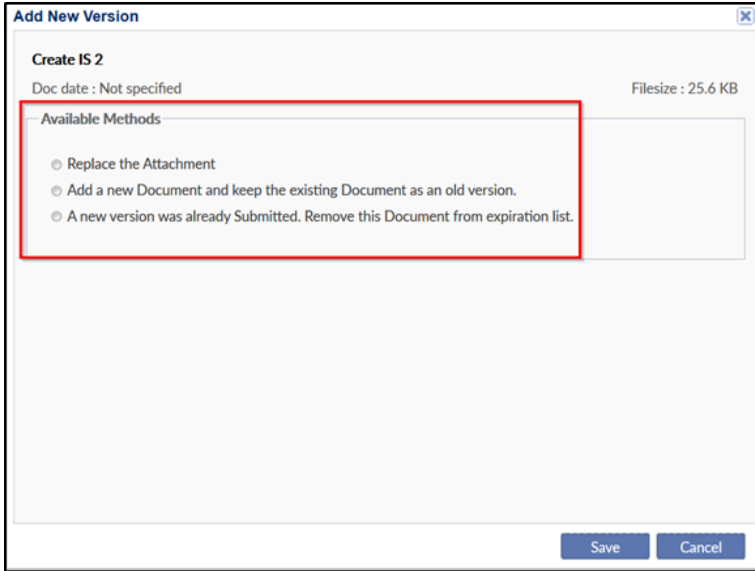 Add New Version
Create IS 2
Doc date : Not specified
Filesize : 25.6 KB
Available Methods
Replace the Attachment
Add a new Document and keep the existing Document as an old version.
A new version was already Submitted. Remove this Document from expiration list.
Save
Cancel